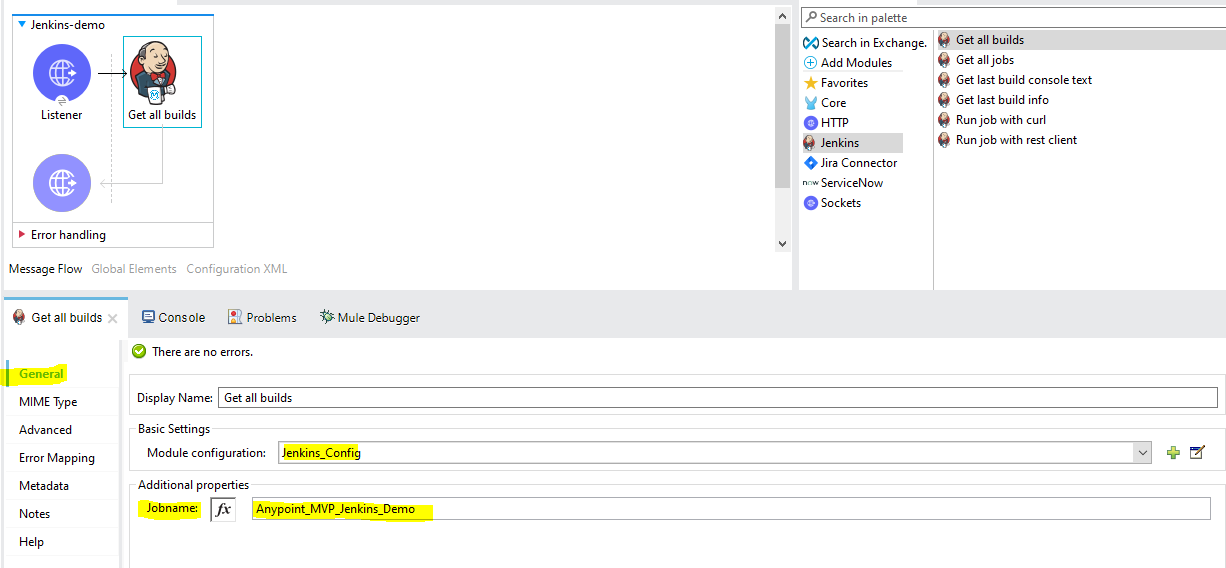 Jenkins-demo
Listener
Get all builds
Error handling
Message Flow Global Elements Configuration XML
Search in palette
Search in Exchange.
Add Modules
Favorites
Core
HTTP
Jenkins
Jira Connector
now ServiceNow
Sockets
Get all builds
Get all jobs
Get last build console text
Get last build info
Run job with curl
Run job with rest client
Get all builds Console Problems Mule Debugger
General
MIME Type
Advanced
Error Mapping
Metadata
Notes
Help
There are no errors.
Display Name: Get all builds
Basic Settings
Module configuration: Jenkins_Config
Additional properties
Jobname: fx Anypoint_MVP_Jenkins_Demo